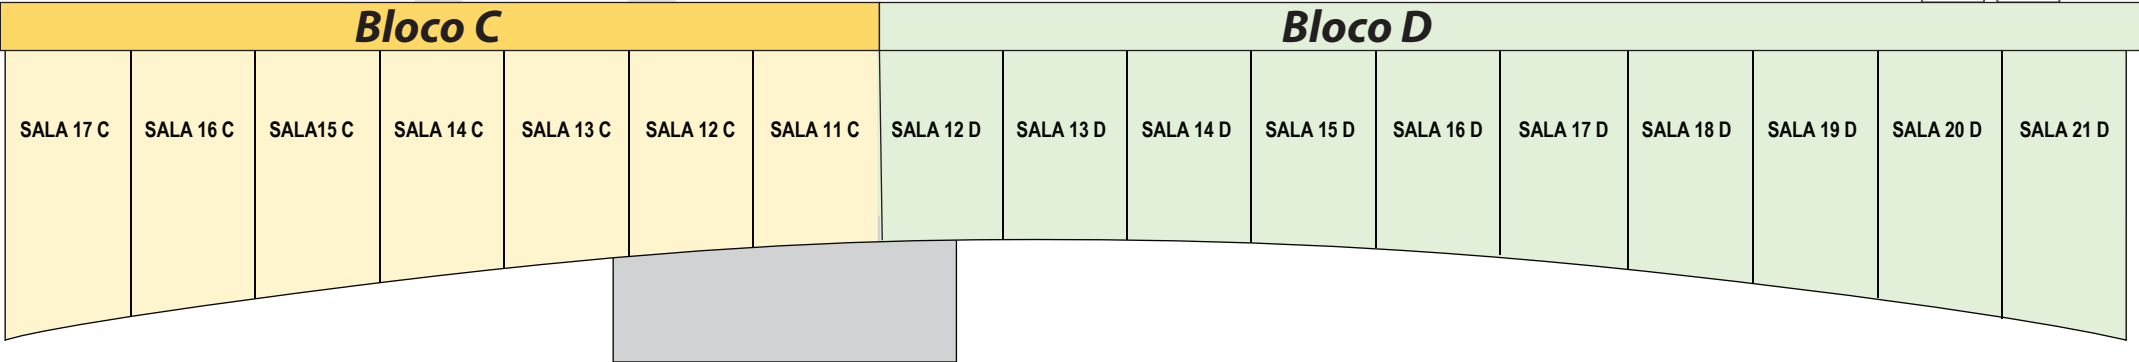 Bloco C
Bloco D
SALA 17 C
SALA 16 C
SALA15 C
SALA 14 C
SALA 13 C
SALA 12 C
SALA 11 C
SALA 12 D
SALA 13 D
SALA 14 D
SALA 15 D
SALA 16 D
SALA 17 D
SALA 18 D
SALA 19 D
SALA 20 D
SALA 21 D